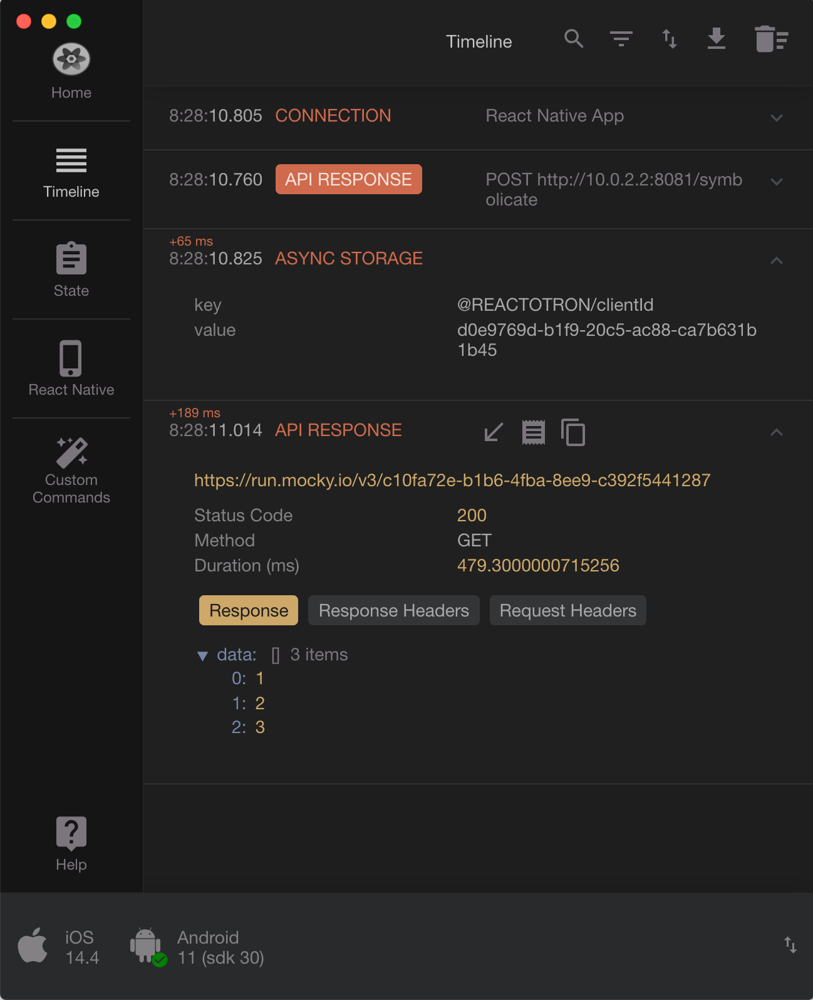 Timeline
Home
Timeline
State
React Native
Custom
Commands
Help
8:28:10.805 CONNECTION React Native App
8:28:10.760 API RESPONSE POST http://10.0.2.2:8081/symb
olicate
+65 ms
8:28:10.825 ASYNC STORAGE
key @REACTOTRON/clientId
value d0e9769d-b1f9-20c5-ac88-ca7b631b
1b45
+189 ms
8:28:11.014 API RESPONSE
https://run.mocky.io/v3/c10fa72e-b1b6-4fba-8ee9-c392f5441287
Status Code 200
Method GET
Duration (ms) 479.3000000715256
Response Response Headers Request Headers
▼ data: [] 3 items
0: 1
1: 2
2: 3
iOS
14.4
Android
11 (sdk 30)